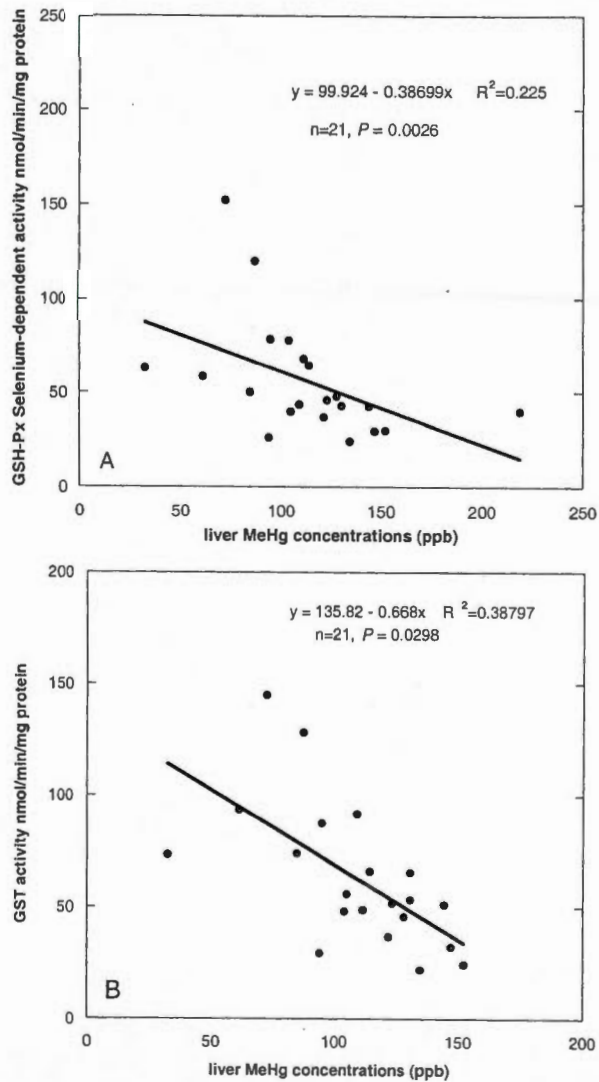 250
200
150
100
50
0
GSH-Px Selenium-dependent activity nmol/min/mg protein
y = 99.924 - 0.38699x R²=0.225
n=21, P = 0.0026
A
0 50 100 150 200 250
liver MeHg concentrations (ppb)
200
150
100
50
0
GST activity nmol/min/mg protein
y = 135.82 - 0.668x R²=0.38797
n=21, P = 0.0298
B
0 50 100 150 200
liver MeHg concentrations (ppb)